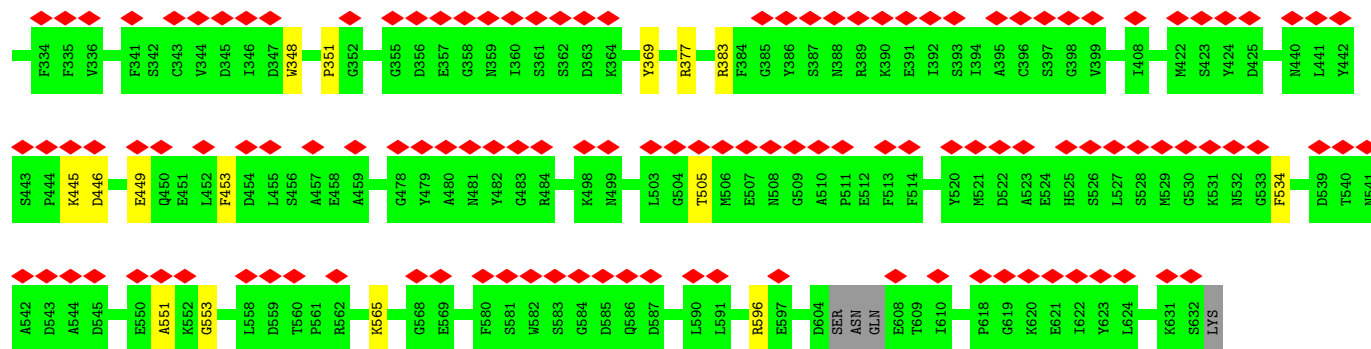 F334 F335 V336 F341 S342 C343 V344 D345 I346 D347 W348 P351 G352 G355 D356 E357 G358 N359 I360 S361 S362 D363 K364 Y369 R377 R383 F384 G385 Y386 S387 N388 R389 K390 E391 I392 S393 I394 A395 C396 S397 G398 V399 I408 M422 S423 Y424 D425 N440 L441 Y442
S443 P444 K445 D446 E449 Q450 E451 L452 F453 D454 L455 S456 A457 E458 A459 G478 Y479 A480 N481 Y482 G483 R484 K498 N499 L503 G504 T505 M506 E507 N508 G509 A510 P511 E512 F513 F514 Y520 M521 D522 A523 E524 H525 S526 L527 S528 M529 G530 K531 N532 G533 F534 D539 T540 N541
A542 D543 A544 D545 E550 A551 K552 G553 L558 D559 T560 P561 R562 K565 G568 E569 F580 S581 W582 S583 G584 D585 Q586 D587 L590 L591 R596 E597 D604 SER ASN GLN E608 T609 I610 P618 G619 K620 E621 I622 Y623 L624 K631 S632 LYS